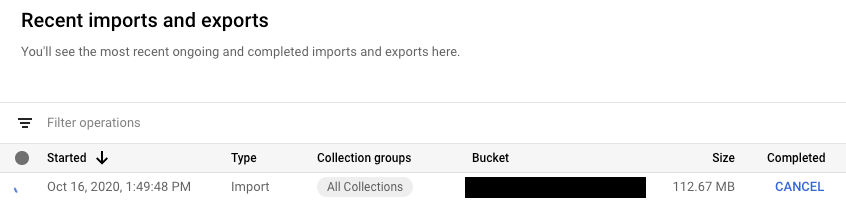 Recent imports and exports
You'll see the most recent ongoing and completed imports and exports here.
Filter operations
Started Type Collection groups Bucket Size Completed
Oct 16, 2020, 1:49:48 PM Import All Collections 112.67 MB CANCEL